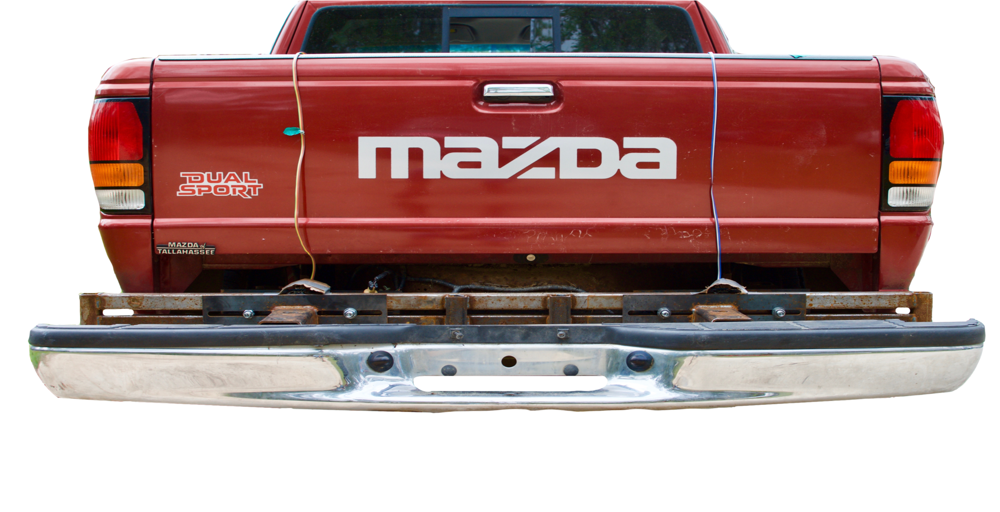 mazda
DUAL
SPORT
MAZDA of
TALLAHASSEE